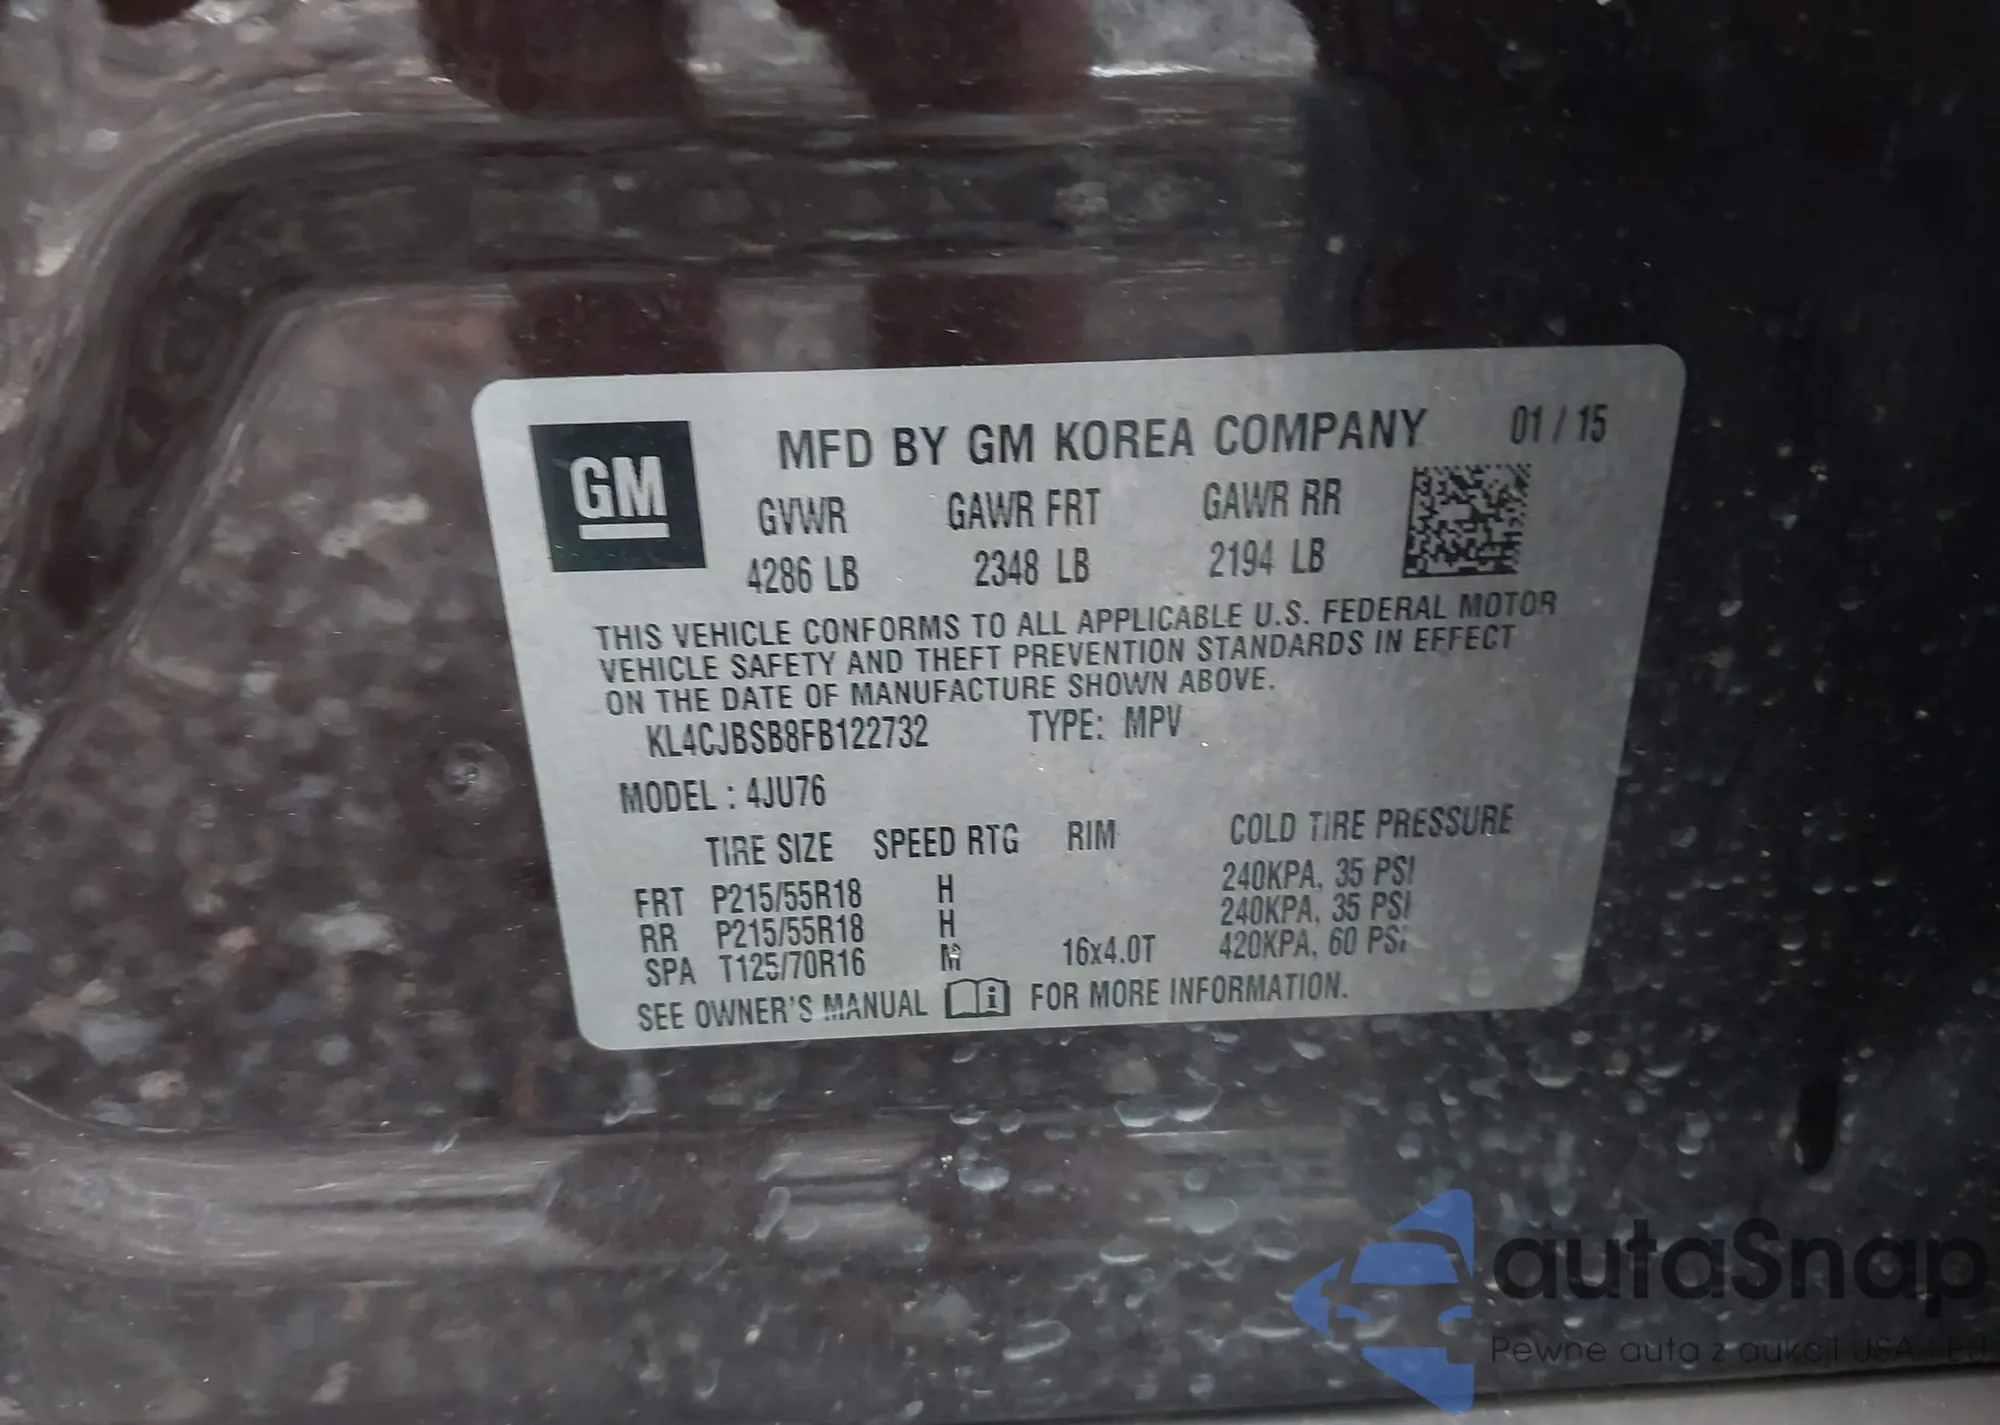 GM
MFD BY GM KOREA COMPANY 01 / 15
GVWR GAWR FRT GAWR RR
4286 LB 2348 LB 2194 LB
THIS VEHICLE CONFORMS TO ALL APPLICABLE U.S. FEDERAL MOTOR
VEHICLE SAFETY AND THEFT PREVENTION STANDARDS IN EFFECT
ON THE DATE OF MANUFACTURE SHOWN ABOVE.
KL4CJBSB8FB122732 TYPE: MPV
MODEL : 4JU76
TIRE SIZE SPEED RTG RIM COLD TIRE PRESSURE
FRT P215/55R18 H 240KPA, 35 PSI
RR P215/55R18 H 240KPA, 35 PSI
SPA T125/70R16 M 16x4.0T 420KPA, 60 PSI
SEE OWNER'S MANUAL i FOR MORE INFORMATION.
autaSnap
Pewne auta z aukcji USA - EU